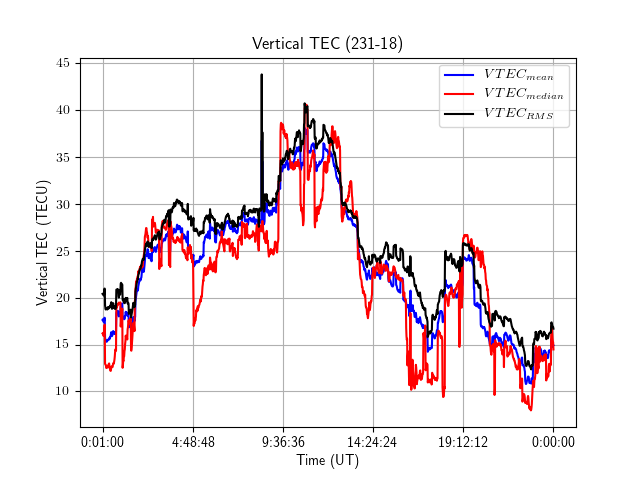 Vertical TEC (231-18)
45
40
35
30
25
20
15
10
Vertical TEC (TECU)
VTEC_mean
VTEC_median
VTEC_RMS
0:01:00 4:48:48 9:36:36 14:24:24 19:12:12 0:00:00
Time (UT)